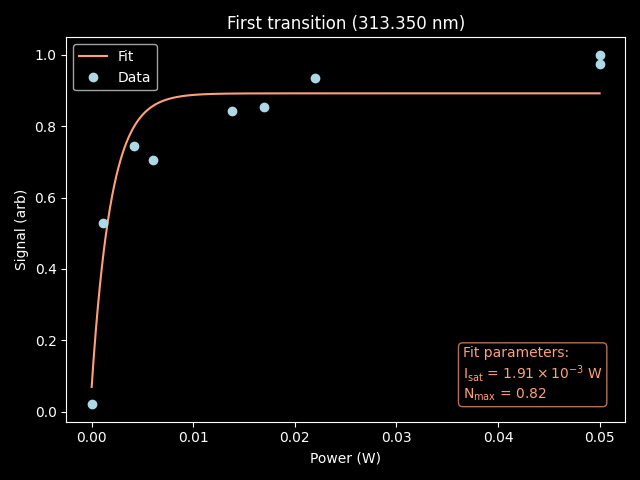 First transition (313.350 nm)
Fit
Data
1.0
0.8
0.6
0.4
0.2
0.0
Signal (arb)
Fit parameters:
I_sat = 1.91 × 10⁻³ W
N_max = 0.82
0.00 0.01 0.02 0.03 0.04 0.05
Power (W)